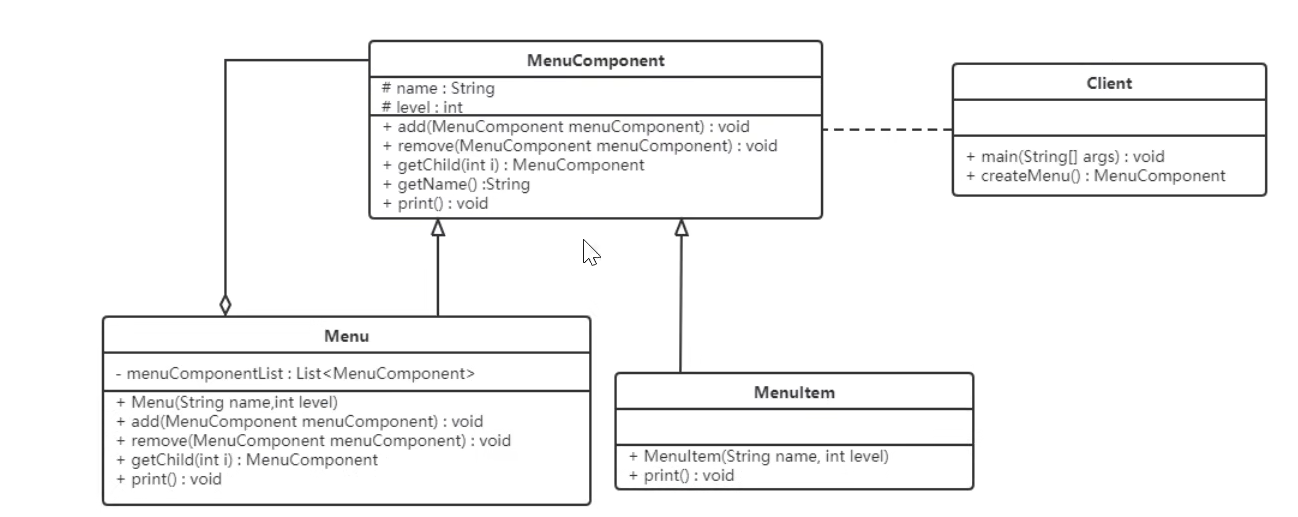 MenuComponent
# name : String
# level : int
+ add(MenuComponent menuComponent) : void
+ remove(MenuComponent menuComponent) : void
+ getChild(int i) : MenuComponent
+ getName() :String
+ print() : void
Client
+ main(String[] args) : void
+ createMenu() : MenuComponent
Menu
- menuComponentList : List<MenuComponent>
+ Menu(String name,int level)
+ add(MenuComponent menuComponent) : void
+ remove(MenuComponent menuComponent) : void
+ getChild(int i) : MenuComponent
+ print() : void
MenuItem
+ MenuItem(String name, int level)
+ print() : void